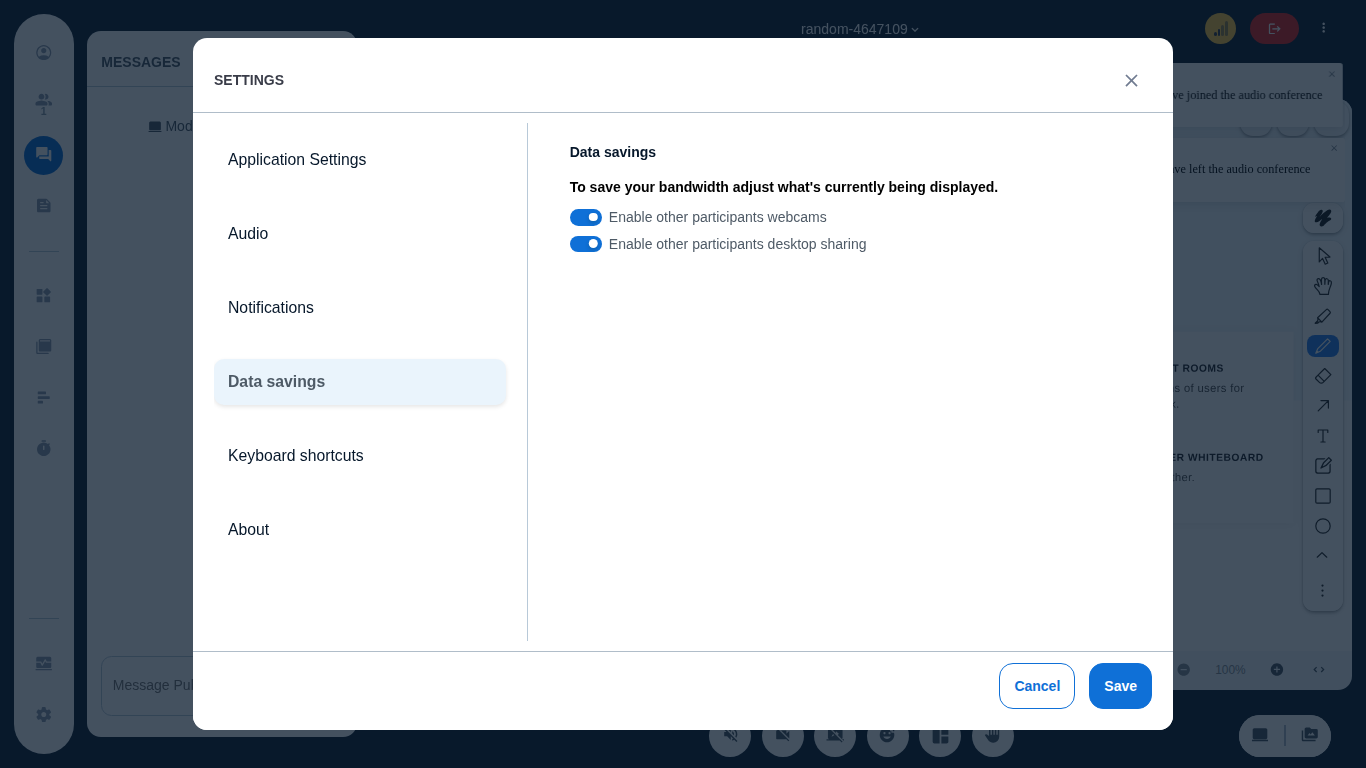 random-4647109
MESSAGES
SETTINGS
ve joined the audio conference
1
Mod
Application Settings
Data savings
ve left the audio conference
To save your bandwidth adjust what's currently being displayed.
Enable other participants webcams
Audio
Enable other participants desktop sharing
Notifications
T ROOMS
Data savings
s of users for
Keyboard shortcuts
ER WHITEBOARD
her.
About
100%
Message Pul
Cancel
Save